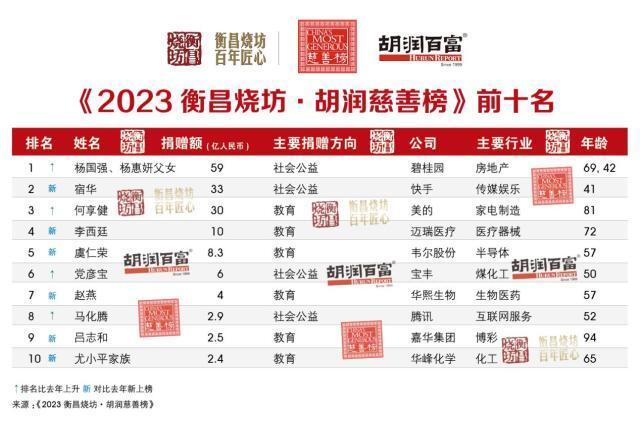 衡昌烧坊
百年匠心
CHINA'S
MOST
GENEROUS
慈善榜
胡润百富
HURUN REPORT
Since 1999
《2023 衡昌烧坊·胡润慈善榜》前十名
排名 姓名 捐赠额（亿人民币） 主要捐赠方向 公司 主要行业 年龄
1 ↑ 杨国强、杨惠妍父女 59 社会公益 碧桂园 房地产 69, 42
2 新 宿华 33 社会公益 快手 传媒娱乐 41
3 ↑ 何享健 30 教育 美的 家电制造 81
4 新 李西廷 10 教育 迈瑞医疗 医疗器械 72
5 新 虞仁荣 8.3 教育 韦尔股份 半导体 57
6 ↑ 党彦宝 6 社会公益 宝丰 煤化工 50
7 新 赵燕 4 教育 华熙生物 生物医药 57
8 ↑ 马化腾 2.9 社会公益 腾讯 互联网服务 52
9 新 吕志和 2.5 教育 嘉华集团 博彩 94
10 新 尤小平家族 2.4 教育 华峰化学 化工 65
↑排名比去年上升 新 对比去年新上榜
来源：《2023 衡昌烧坊·胡润慈善榜》